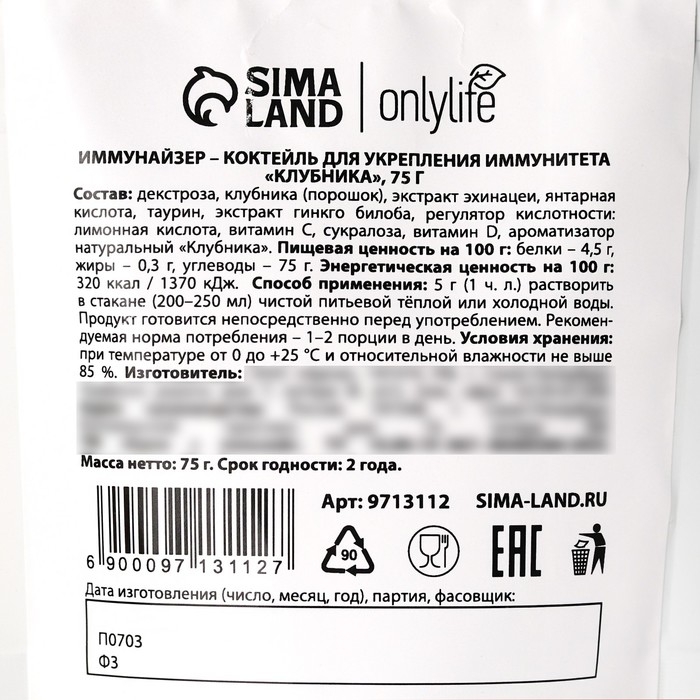 SIMA LAND | onlylife
ИММУНАЙЗЕР – КОКТЕЙЛЬ ДЛЯ УКРЕПЛЕНИЯ ИММУНИТЕТА
«КЛУБНИКА», 75 Г
Состав: декстроза, клубника (порошок), экстракт эхинацеи, янтарная
кислота, таурин, экстракт гинкго билоба, регулятор кислотности:
лимонная кислота, витамин C, сукралоза, витамин D, ароматизатор
натуральный «Клубника». Пищевая ценность на 100 г: белки – 4,5 г,
жиры – 0,3 г, углеводы – 75 г. Энергетическая ценность на 100 г:
320 ккал / 1370 кДж. Способ применения: 5 г (1 ч. л.) растворить
в стакане (200–250 мл) чистой питьевой тёплой или холодной воды.
Продукт готовится непосредственно перед употреблением. Рекомен-
дуемая норма потребления – 1–2 порции в день. Условия хранения:
при температуре от 0 до +25 °C и относительной влажности не выше
85 %. Изготовитель:
Масса нетто: 75 г. Срок годности: 2 года.
Арт: 9713112 SIMA-LAND.RU
90 EAC
6 900097 131127
Дата изготовления (число, месяц, год), партия, фасовщик:
П0703
Ф3